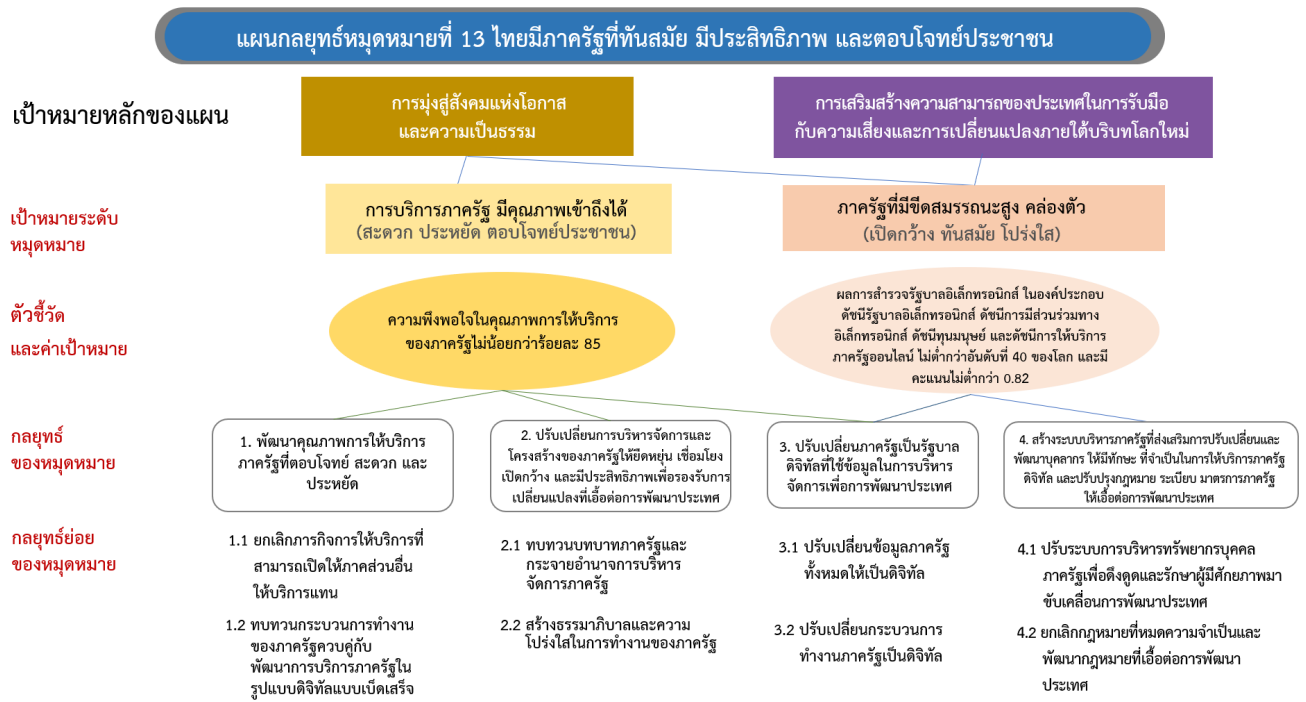 แผนกลยุทธ์หมุดหมายที่ 13 ไทยมีภาครัฐที่ทันสมัย มีประสิทธิภาพ และตอบโจทย์ประชาชน
เป้าหมายหลักของแผน
การมุ่งสู่สังคมแห่งโอกาส
และความเป็นธรรม
การเสริมสร้างความสามารถของประเทศในการรับมือ
กับความเสี่ยงและการเปลี่ยนแปลงภายใต้บริบทโลกใหม่
เป้าหมายระดับ
หมุดหมาย
การบริการภาครัฐ มีคุณภาพเข้าถึงได้
(สะดวก ประหยัด ตอบโจทย์ประชาชน)
ภาครัฐที่มีขีดสมรรถนะสูง คล่องตัว
(เปิดกว้าง ทันสมัย โปร่งใส)
ตัวชี้วัด
และค่าเป้าหมาย
ความพึงพอใจในคุณภาพการให้บริการ
ของภาครัฐไม่น้อยกว่าร้อยละ 85
ผลการสำรวจรัฐบาลอิเล็กทรอนิกส์ ในองค์ประกอบ
ดัชนีรัฐบาลอิเล็กทรอนิกส์ ดัชนีการมีส่วนร่วมทาง
อิเล็กทรอนิกส์ ดัชนีทุนมนุษย์ และดัชนีการให้บริการ
ภาครัฐออนไลน์ ไม่ต่ำกว่าอันดับที่ 40 ของโลก และมี
คะแนนไม่ต่ำกว่า 0.82
กลยุทธ์
ของหมุดหมาย
1. พัฒนาคุณภาพการให้บริการ
ภาครัฐที่ตอบโจทย์ สะดวก และ
ประหยัด
2. ปรับเปลี่ยนการบริหารจัดการและ
โครงสร้างของภาครัฐให้ยืดหยุ่น เชื่อมโยง
เปิดกว้าง และมีประสิทธิภาพเพื่อรองรับการ
เปลี่ยนแปลงที่เอื้อต่อการพัฒนาประเทศ
3. ปรับเปลี่ยนภาครัฐเป็นรัฐบาล
ดิจิทัลที่ใช้ข้อมูลในการบริหาร
จัดการเพื่อการพัฒนาประเทศ
4. สร้างระบบบริหารภาครัฐที่ส่งเสริมการปรับเปลี่ยนและ
พัฒนาบุคลากร ให้มีทักษะ ที่จำเป็นในการให้บริการภาครัฐ
ดิจิทัล และปรับปรุงกฎหมาย ระเบียบ มาตรการภาครัฐ
ให้เอื้อต่อการพัฒนาประเทศ
กลยุทธ์ย่อย
ของหมุดหมาย
1.1 ยกเลิกภารกิจการให้บริการที่
สามารถเปิดให้ภาคส่วนอื่น
ให้บริการแทน
1.2 ทบทวนกระบวนการทำงาน
ของภาครัฐควบคู่กับ
พัฒนาการบริการภาครัฐใน
รูปแบบดิจิทัลแบบเบ็ดเสร็จ
2.1 ทบทวนบทบาทภาครัฐและ
กระจายอำนาจการบริหาร
จัดการภาครัฐ
2.2 สร้างธรรมาภิบาลและความ
โปร่งใสในการทำงานของภาครัฐ
3.1 ปรับเปลี่ยนข้อมูลภาครัฐ
ทั้งหมดให้เป็นดิจิทัล
3.2 ปรับเปลี่ยนกระบวนการ
ทำงานภาครัฐเป็นดิจิทัล
4.1 ปรับระบบการบริหารทรัพยากรบุคคล
ภาครัฐเพื่อดึงดูดและรักษาผู้มีศักยภาพมา
ขับเคลื่อนการพัฒนาประเทศ
4.2 ยกเลิกกฎหมายที่หมดความจำเป็นและ
พัฒนากฎหมายที่เอื้อต่อการพัฒนา
ประเทศ